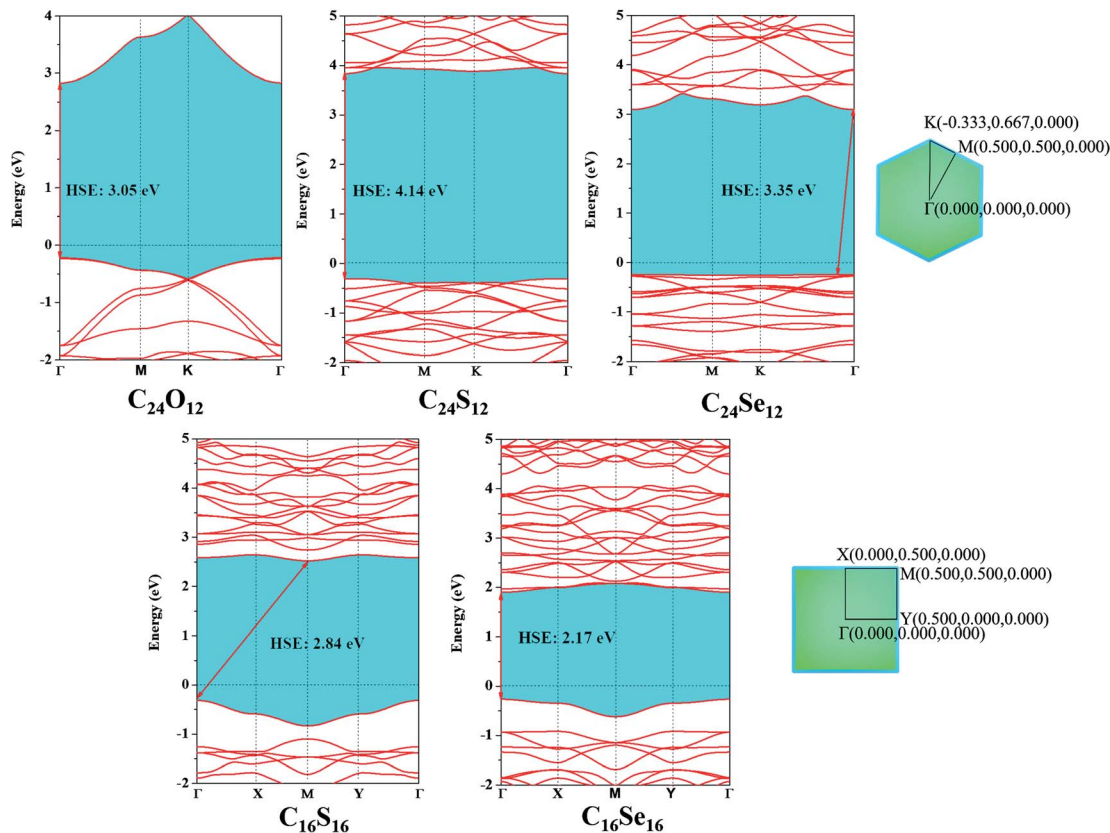 4
3
2
1
0
-1
-2
Energy (eV)
HSE: 3.05 eV
Γ
M
K
Γ
C24O12
5
4
3
2
1
0
-1
-2
Energy (eV)
HSE: 4.14 eV
Γ
M
K
Γ
C24S12
5
4
3
2
1
0
-1
-2
Energy (eV)
HSE: 3.35 eV
Γ
M
K
Γ
C24Se12
K(-0.333,0.667,0.000)
M(0.500,0.500,0.000)
Γ(0.000,0.000,0.000)
5
4
3
2
1
0
-1
-2
Energy (eV)
HSE: 2.84 eV
Γ
X
M
Y
Γ
C16S16
5
4
3
2
1
0
-1
-2
Energy (eV)
HSE: 2.17 eV
Γ
X
M
Y
Γ
C16Se16
X(0.000,0.500,0.000)
M(0.500,0.500,0.000)
Y(0.500,0.000,0.000)
Γ(0.000,0.000,0.000)